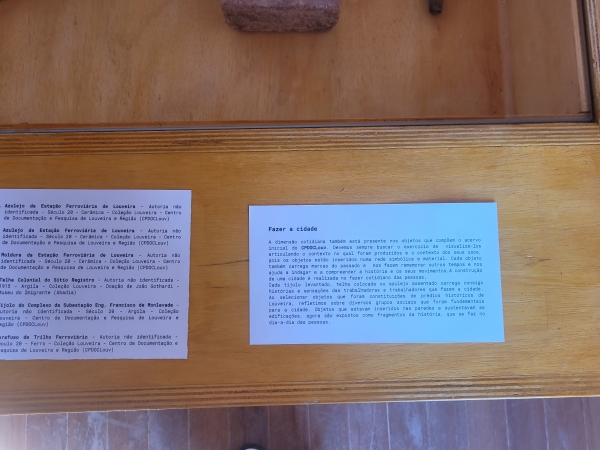 Azulejo da Estação Ferroviária de Louveira - Autoria não
identificada - Século 20 - Cerâmica - Coleção Louveira - Centro
de Documentação e Pesquisa de Louveira e Região (CPDOCLouv)
Azulejo da Estação Ferroviária de Louveira - Autoria não
identificada - Século 20 - Cerâmica - Coleção Louveira - Centro
de Documentação e Pesquisa de Louveira e Região (CPDOCLouv)
Moldura da Estação Ferroviária de Louveira - Autoria não
identificada - Século 20 - Cerâmica - Coleção Louveira - Centro
de Documentação e Pesquisa de Louveira e Região (CPDOCLouv)
Telha Colonial do Sítio Registro - Autoria não identificada -
1919 - Argila - Coleção Louveira - Doação de João Gothardi -
Museu do Imigrante (Jundiaí)
Tijolo do Complexo da Subestação Eng. Francisco de Monlevade -
Autoria não identificada - Século 20 - Argila - Coleção
Louveira - Centro de Documentação e Pesquisa de Louveira e
Região (CPDOCLouv)
Parafuso de Trilho Ferroviário - Autoria não identificada -
Século 20 - Ferro - Coleção Louveira - Centro de Documentação e
Pesquisa de Louveira e Região (CPDOCLouv)
Fazer a cidade
A dimensão cotidiana também está presente nos objetos que compõem o acervo
inicial do CPDOCLouv. Devemos sempre buscar o exercício de visualizá-los
articulando o contexto no qual foram produzidos e o contexto dos seus usos,
pois os objetos estão inseridos numa rede simbólica e material. Cada objeto
também carrega marcas do passado e nos fazem rememorar outros tempos e nos
ajuda a indagar e a compreender a história e os seus movimentos. A construção
de uma cidade é realizada no fazer cotidiano das pessoas.
Cada tijolo levantado, telha colocada ou azulejo assentado carrega consigo
histórias e sensações das trabalhadoras e trabalhadores que fazem a cidade.
Ao selecionar objetos que foram constituições de prédios históricos de
Louveira, refletimos sobre diversos grupos sociais que foram fundamentais
para a cidade. Objetos que estavam inseridos nas paredes e sustentavam as
edificações, agora são expostos como fragmentos da história, que se faz no
dia-a-dia das pessoas.